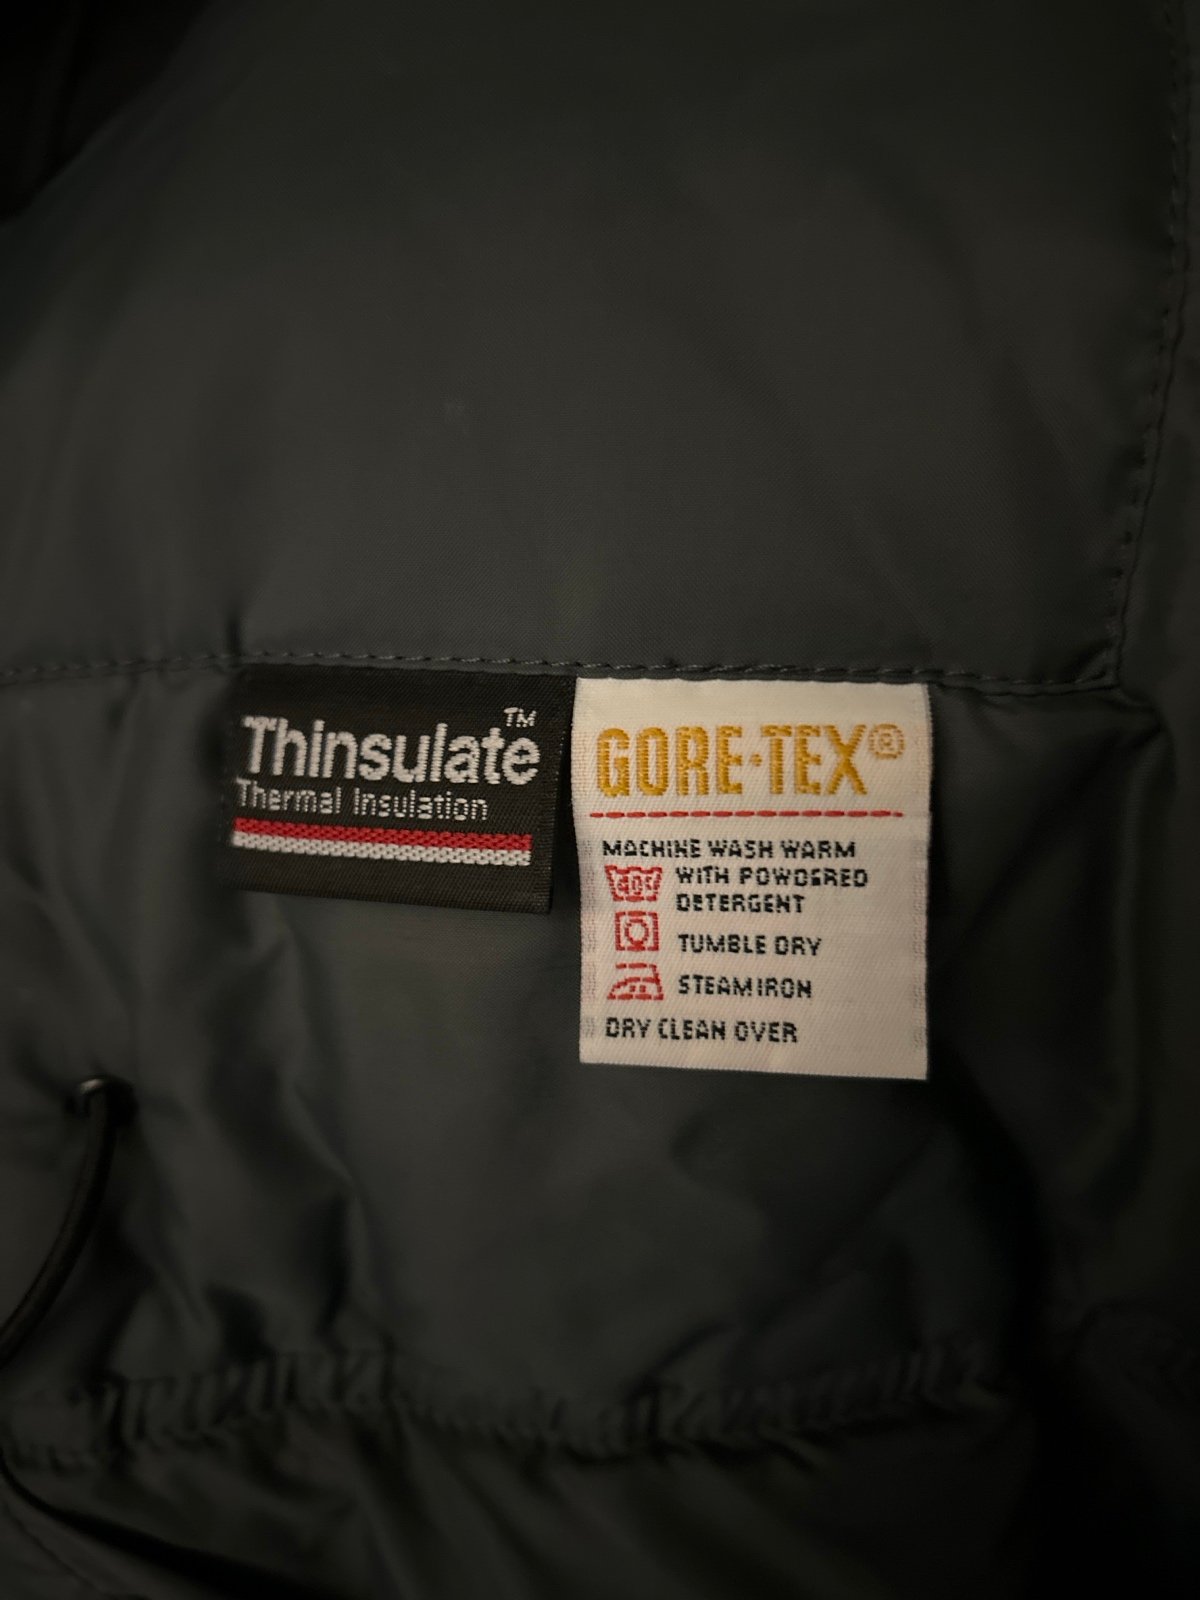 Thinsulate™
Thermal Insulation
GORE-TEX®
MACHINE WASH WARM
WITH POWDERED
DETERGENT
TUMBLE DRY
STEAM IRON
DRY CLEAN OVER